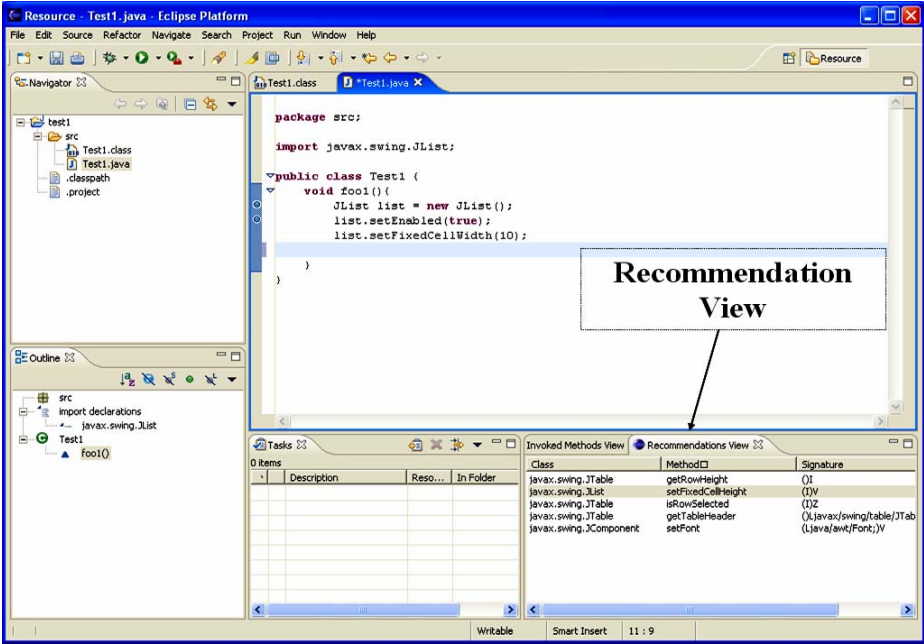 Resource - Test1.java - Eclipse Platform
File Edit Source Refactor Navigate Search Project Run Window Help
Resource
Navigator
test1
src
Test1.class
Test1.java
.classpath
.project
Test1.class
*Test1.java
package src;
import javax.swing.JList;
public class Test1 {
void foo1(){
JList list = new JList();
list.setEnabled(true);
list.setFixedCellWidth(10);
}
}
Recommendation
View
Outline
src
import declarations
javax.swing.JList
Test1
foo1()
Tasks
0 items
Description Reso... In Folder
Invoked Methods View Recommendations View
Class Method Signature
javax.swing.JTable getRowHeight ()I
javax.swing.JList setFixedCellHeight (I)V
javax.swing.JTable isRowSelected (I)Z
javax.swing.JTable getTableHeader ()Ljavax/swing/table/JTab
javax.swing.JComponent setFont (Ljava/awt/Font;)V
Writable Smart Insert 11 : 9